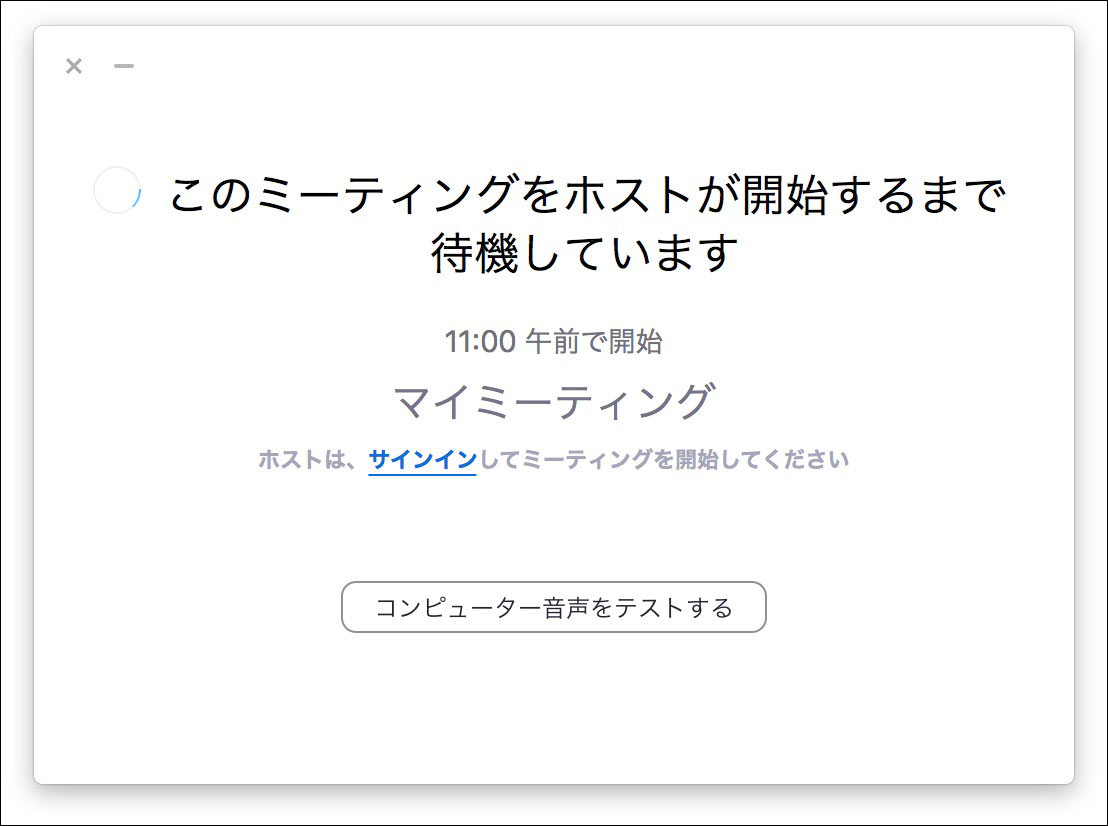 このミーティングをホストが開始するまで
待機しています
11:00 午前で開始
マイミーティング
ホストは、サインインしてミーティングを開始してください
コンピューター音声をテストする